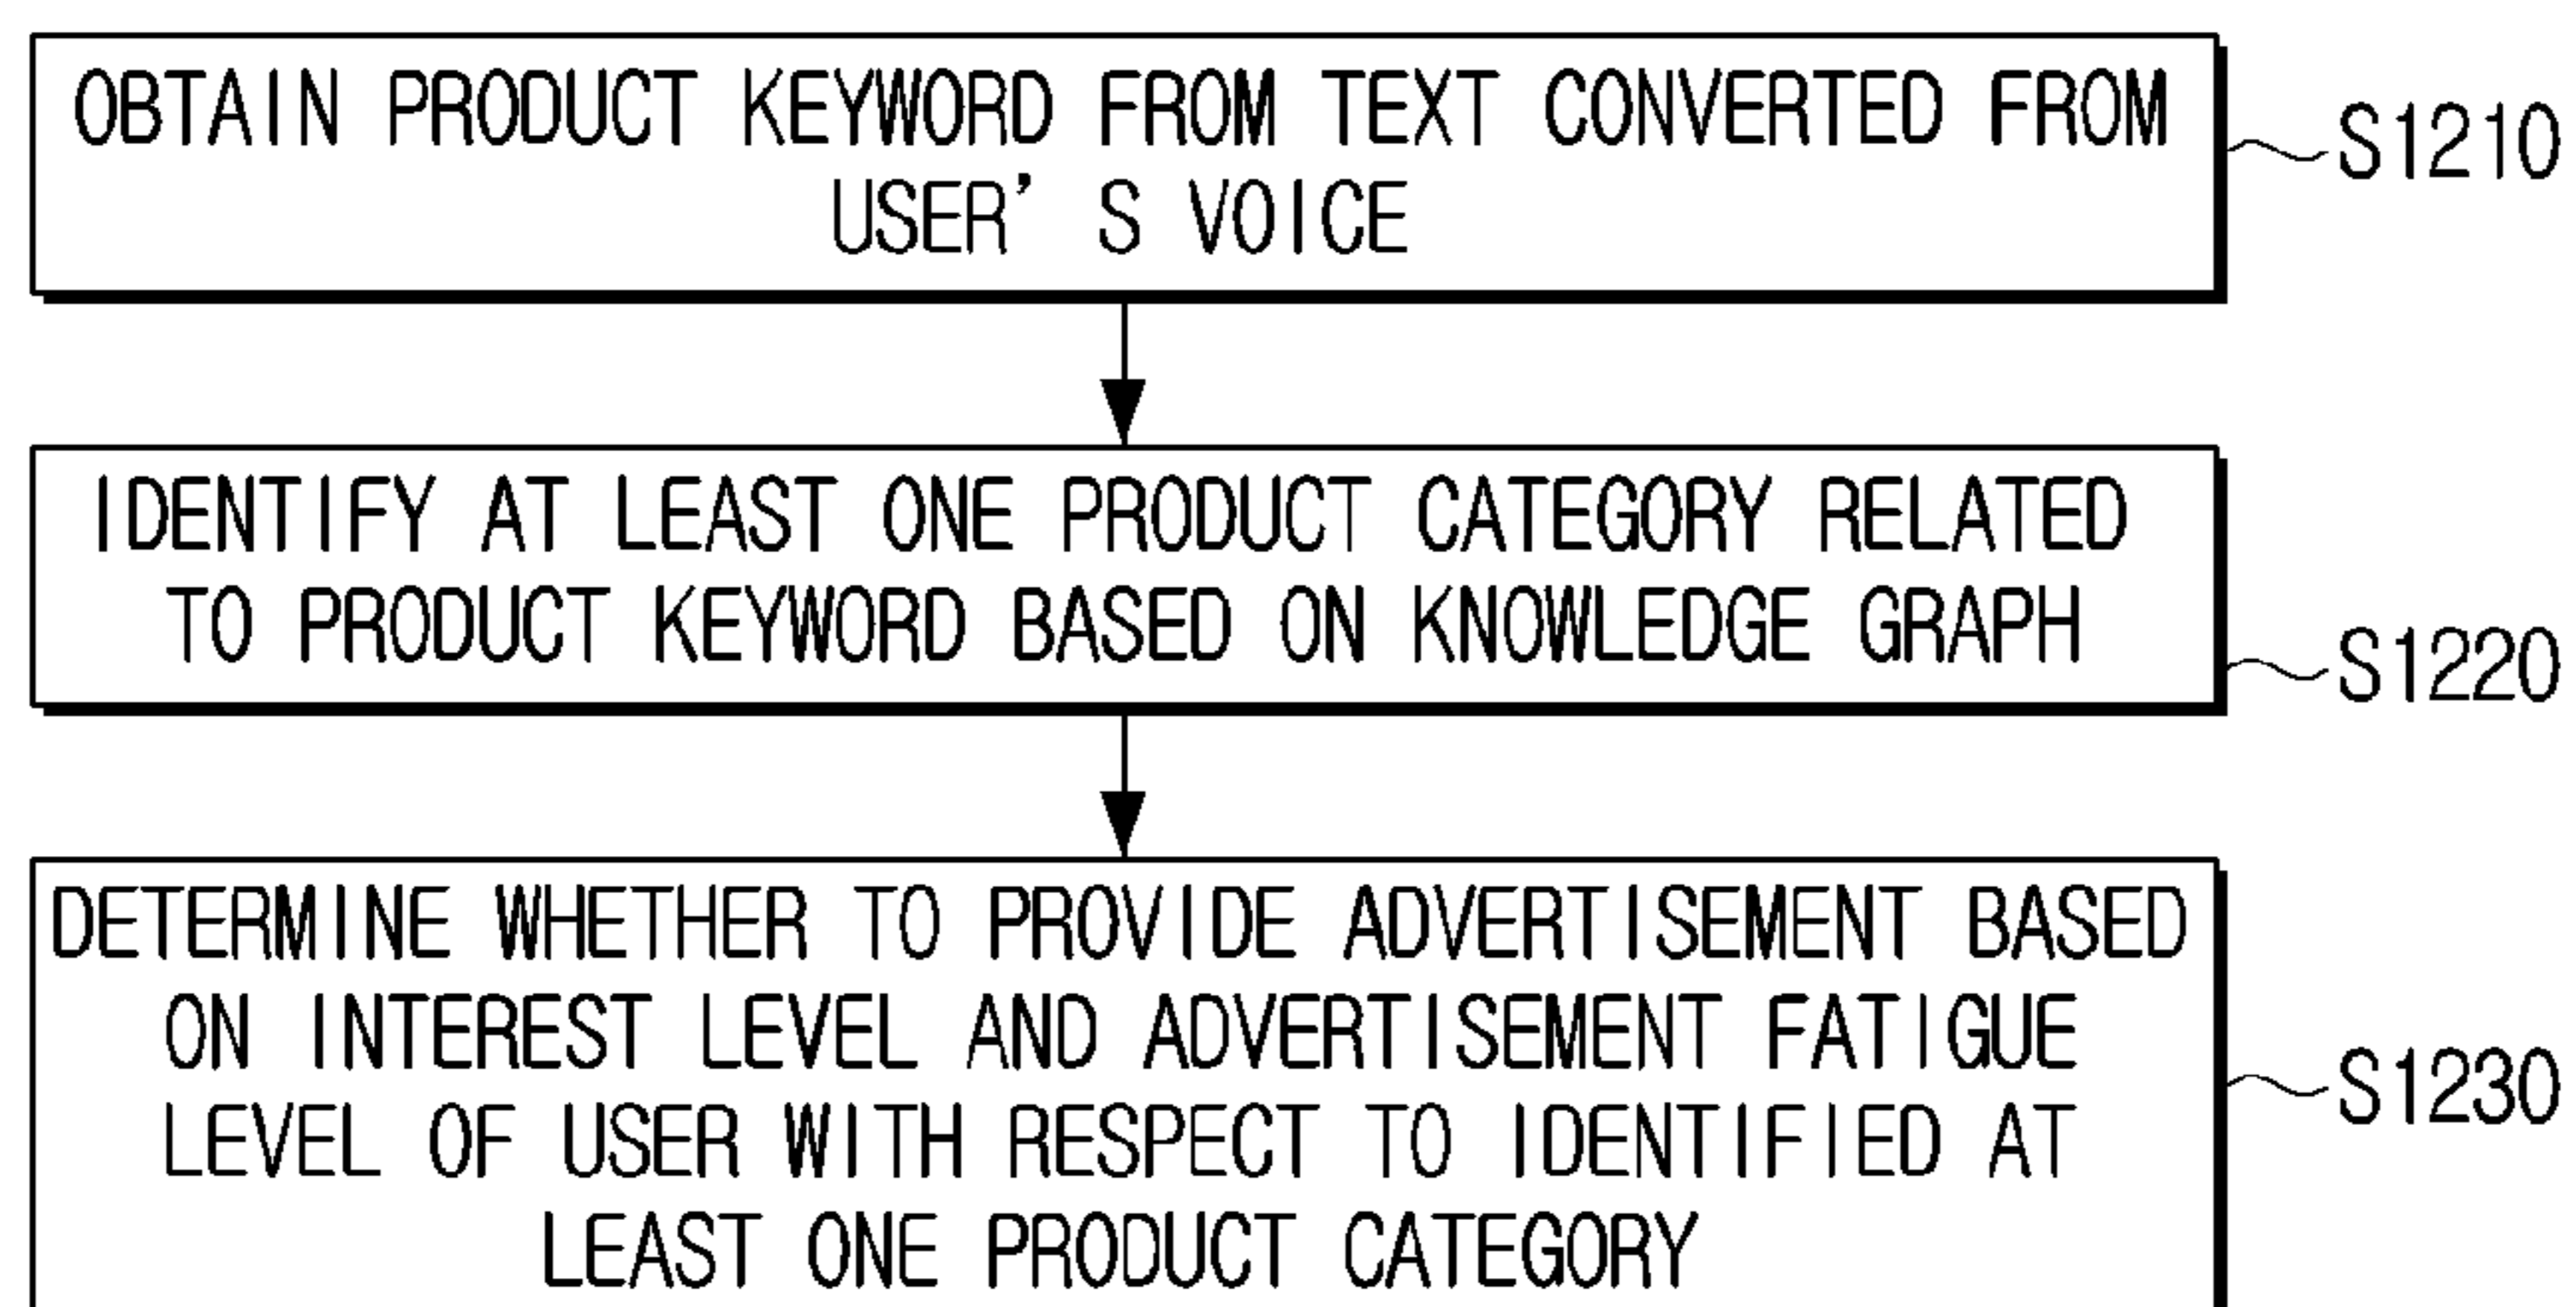 OBTAIN PRODUCT KEYWORD FROM TEXT CONVERTED FROM
USER' S VOICE
S1210
IDENTIFY AT LEAST ONE PRODUCT CATEGORY RELATED
TO PRODUCT KEYWORD BASED ON KNOWLEDGE GRAPH
S1220
DETERMINE WHETHER TO PROVIDE ADVERTISEMENT BASED
ON INTEREST LEVEL AND ADVERTISEMENT FATIGUE
LEVEL OF USER WITH RESPECT TO IDENTIFIED AT
LEAST ONE PRODUCT CATEGORY
S1230